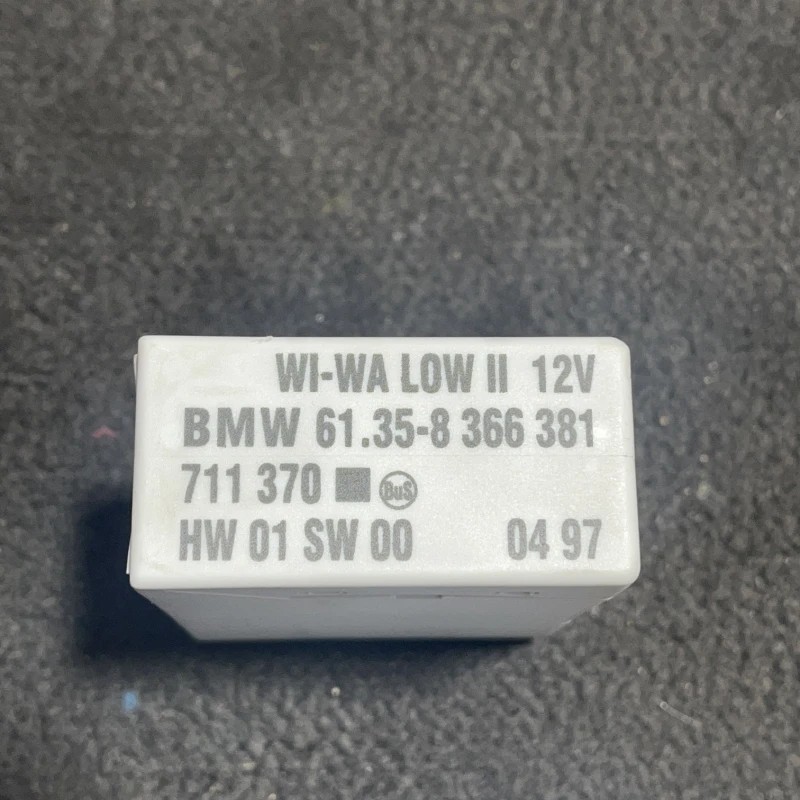 WI-WA LOW II 12V
BMW 61.35-8 366 381
711 370 BuS
HW 01 SW 00 04 97